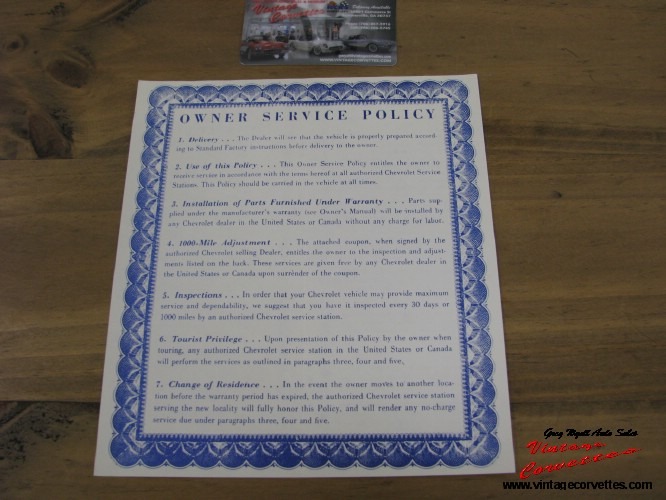 Vintage
Corvettes
www.vintagecorvettes.com
OWNER SERVICE POLICY
1. Delivery . . . The Dealer will see that the vehicle is properly prepared accord-
ing to Standard Factory instructions before delivery to the owner.
2. Use of this Policy . . . This Owner Service Policy entitles the owner to
receive service in accordance with the terms hereof at all authorized Chevrolet Service
Stations. This Policy should be carried in the vehicle at all times.
3. Installation of Parts Furnished Under Warranty . . . Parts sup-
plied under the manufacturer's warranty (see Owner's Manual) will be installed by
any Chevrolet dealer in the United States or Canada without any charge for labor.
4. 1000-Mile Adjustment . . . The attached coupon, when signed by the
authorized Chevrolet selling Dealer, entitles the owner to the inspection and adjust-
ments listed on the back. These services are given free by any Chevrolet dealer in
the United States or Canada upon surrender of the coupon.
5. Inspections . . . In order that your Chevrolet vehicle may provide maximum
service and dependability, we suggest that you have it inspected every 30 days or
1000 miles by an authorized Chevrolet service station.
6. Tourist Privilege . . . Upon presentation of this Policy by the owner when
touring, any authorized Chevrolet service station in the United States or Canada
will perform the services as outlined in paragraphs three, four and five.
7. Change of Residence . . . In the event the owner moves to another loca-
tion before the warranty period has expired, the authorized Chevrolet service station
serving the new locality will fully honor this Policy, and will render any no-charge
service due under paragraphs three, four and five.
Greg Wyatt Auto Sales
Vintage
Corvettes
www.vintagecorvettes.com